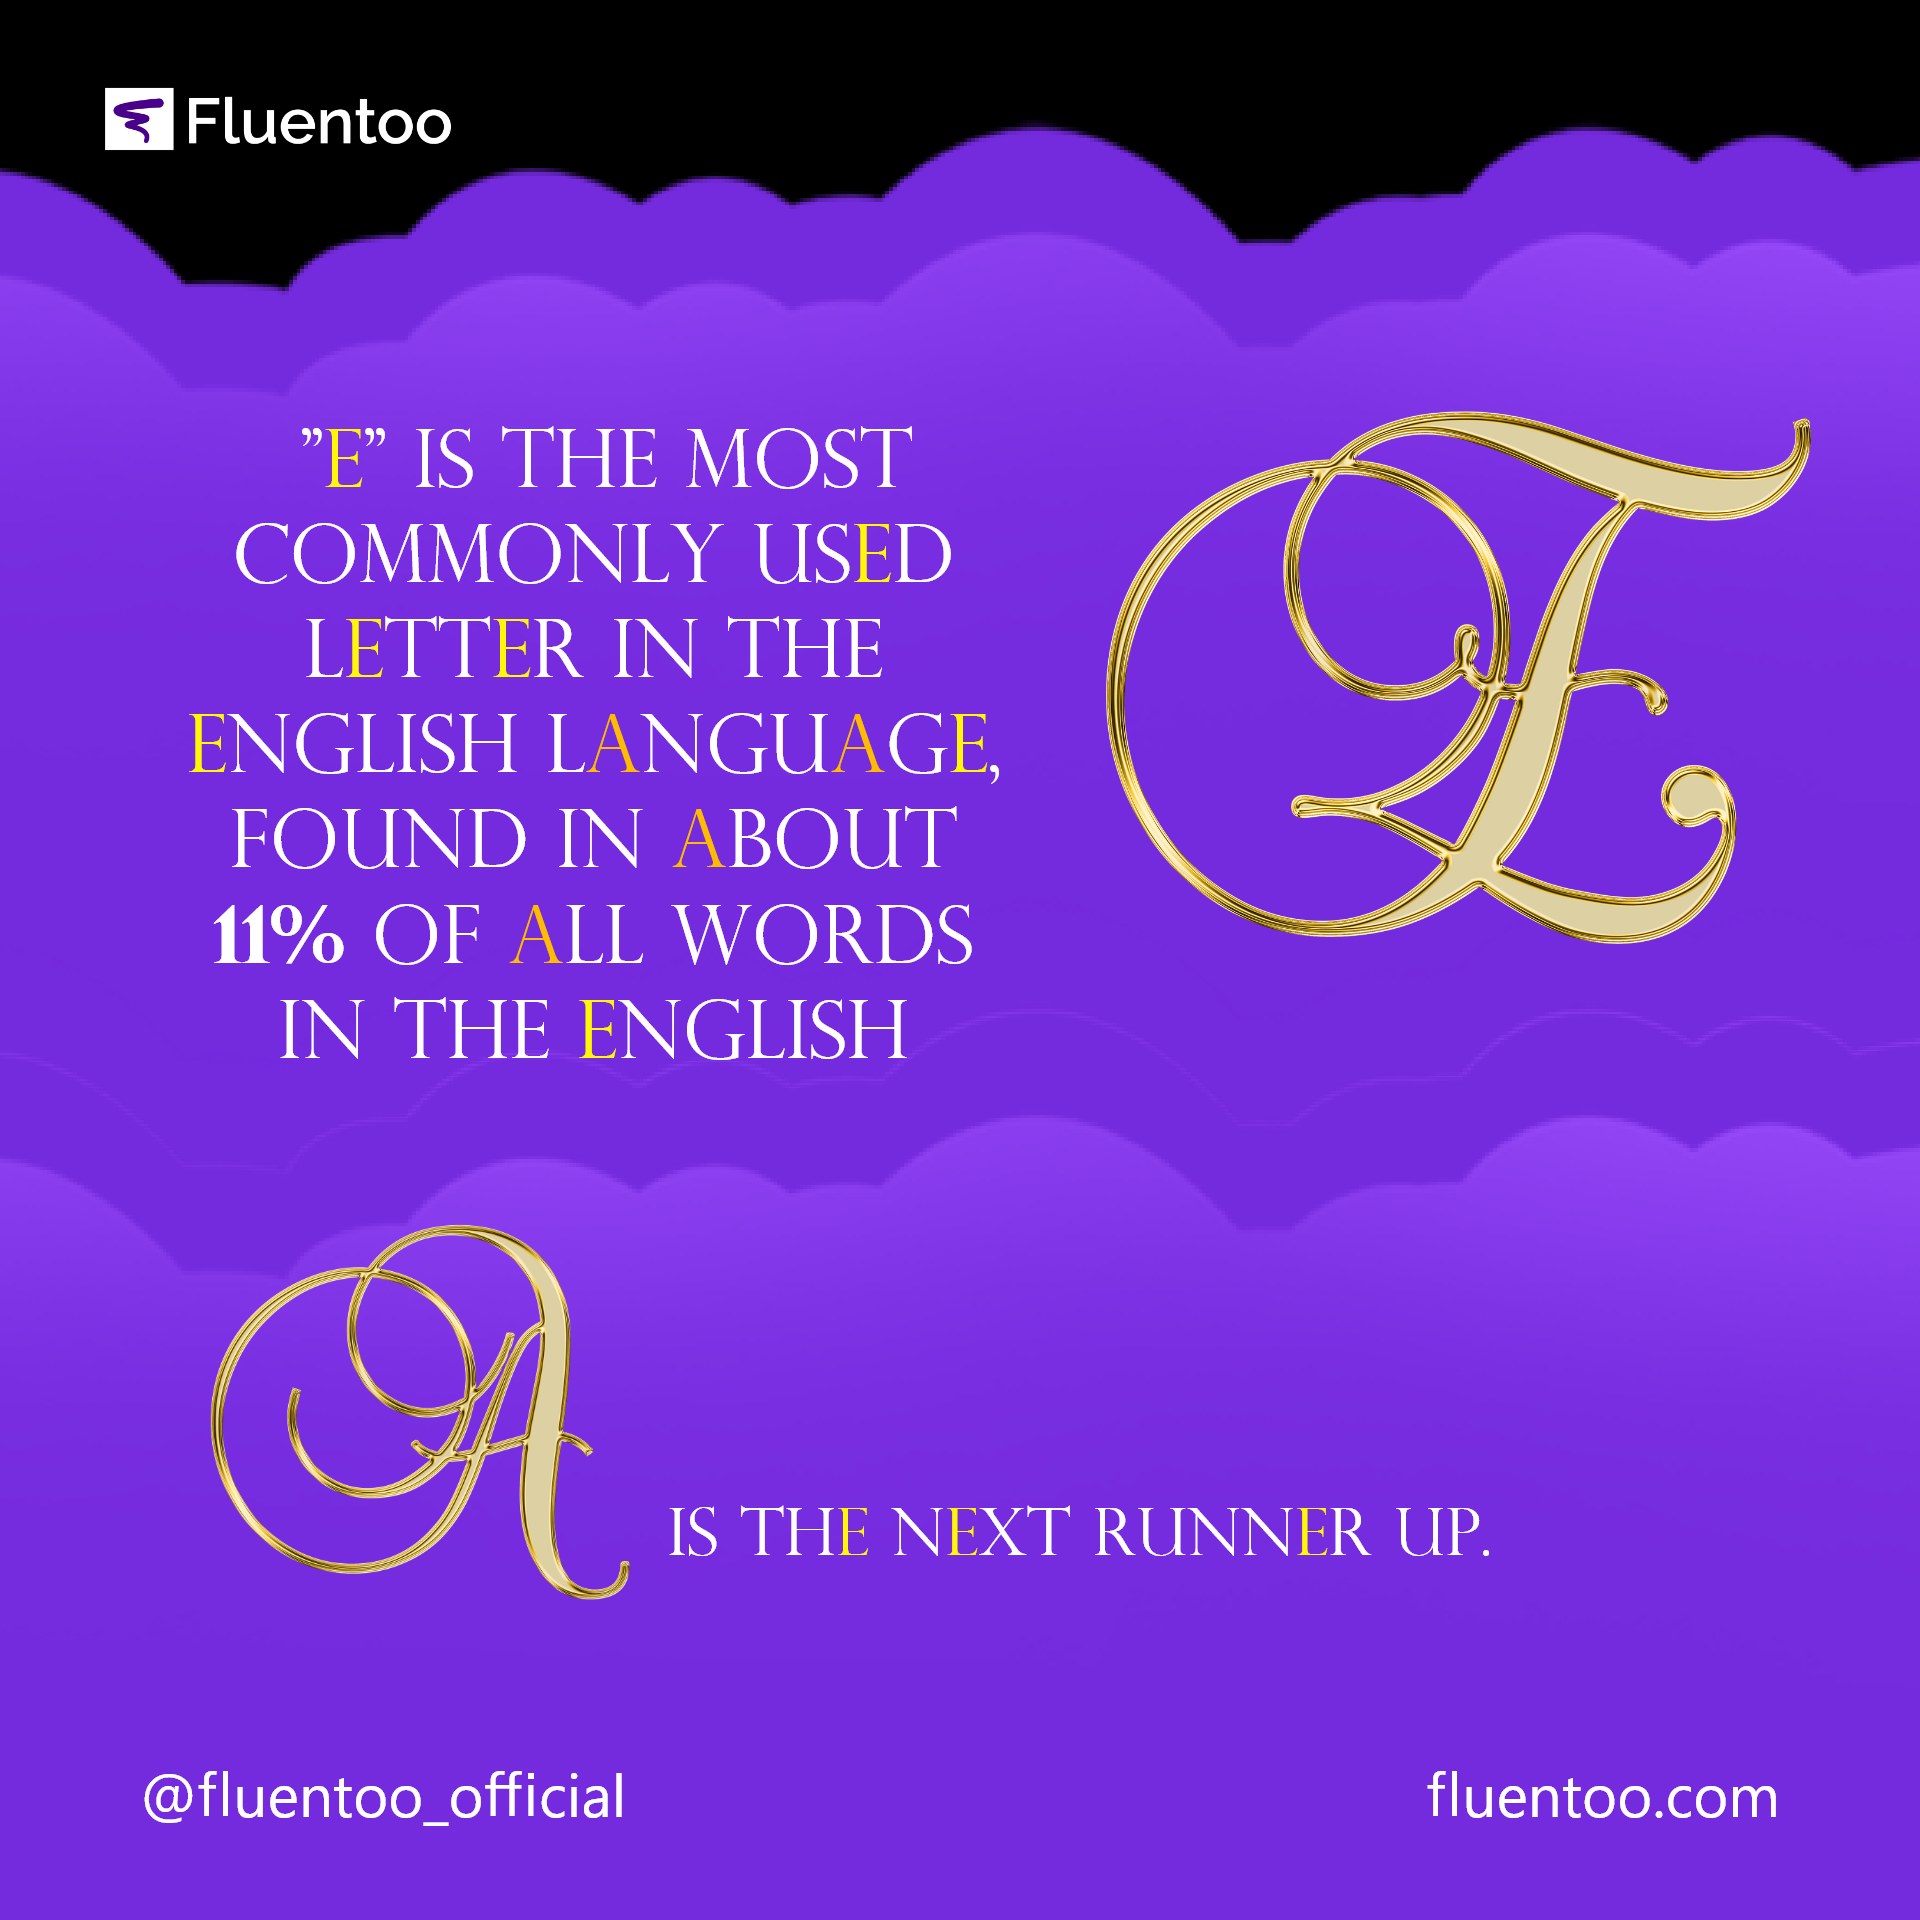 Fluentoo
”E” IS THE MOST
COMMONLY USED
LETTER IN THE
ENGLISH LANGUAGE,
FOUND IN ABOUT
11% OF ALL WORDS
IN THE ENGLISH
E
A IS THE NEXT RUNNER UP.
@fluentoo_official
fluentoo.com